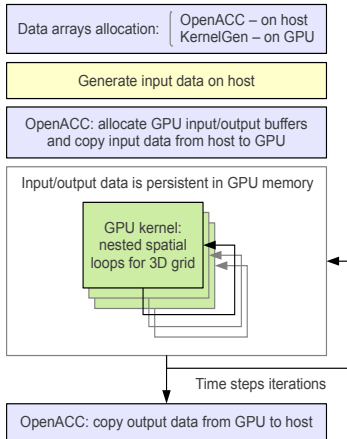 Data arrays allocation:
OpenACC – on host
KernelGen – on GPU
Generate input data on host
OpenACC: allocate GPU input/output buffers
and copy input data from host to GPU
Input/output data is persistent in GPU memory
GPU kernel:
nested spatial
loops for 3D grid
Time steps iterations
OpenACC: copy output data from GPU to host